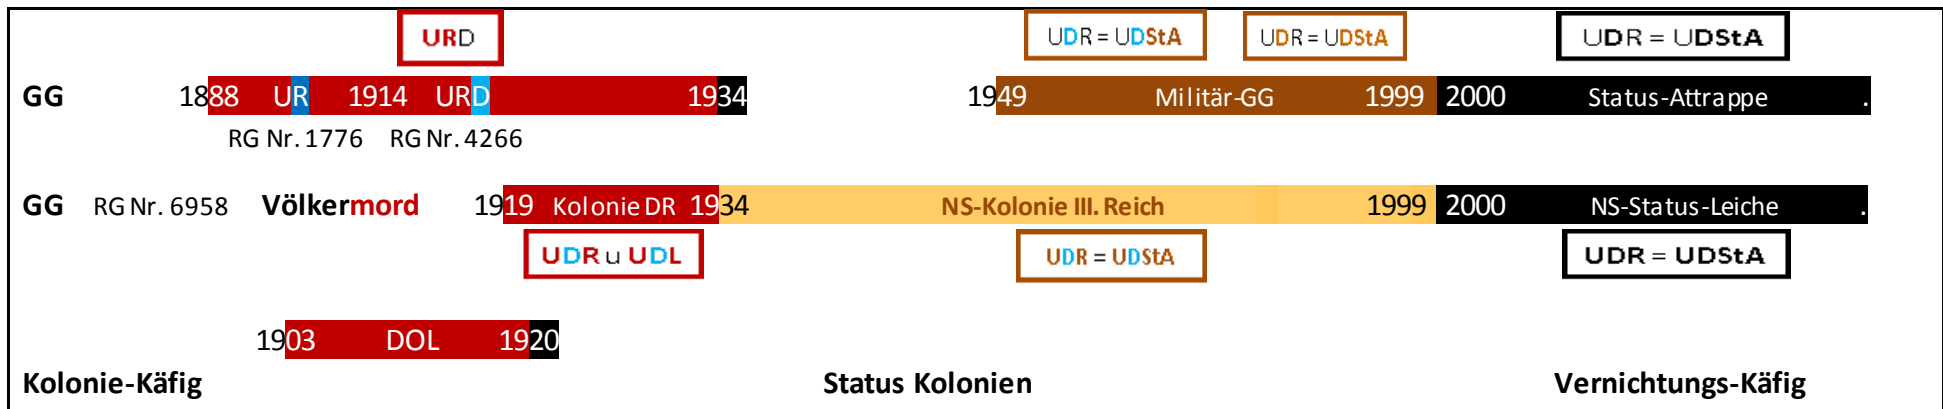 URD UDR = UDStA UDR = UDStA UDR = UDStA
GG 1888 UR 1914 URD 1934 1949 Militär-GG 1999 2000 Status-Attrappe .
RG Nr. 1776 RG Nr. 4266
GG RG Nr. 6958 Völkermord 1919 Kolonie DR 1934 NS-Kolonie III. Reich 1999 2000 NS-Status-Leiche .
UDR u UDL UDR = UDStA UDR = UDStA
1903 DOL 1920
Kolonie-Käfig Status Kolonien Vernichtungs-Käfig